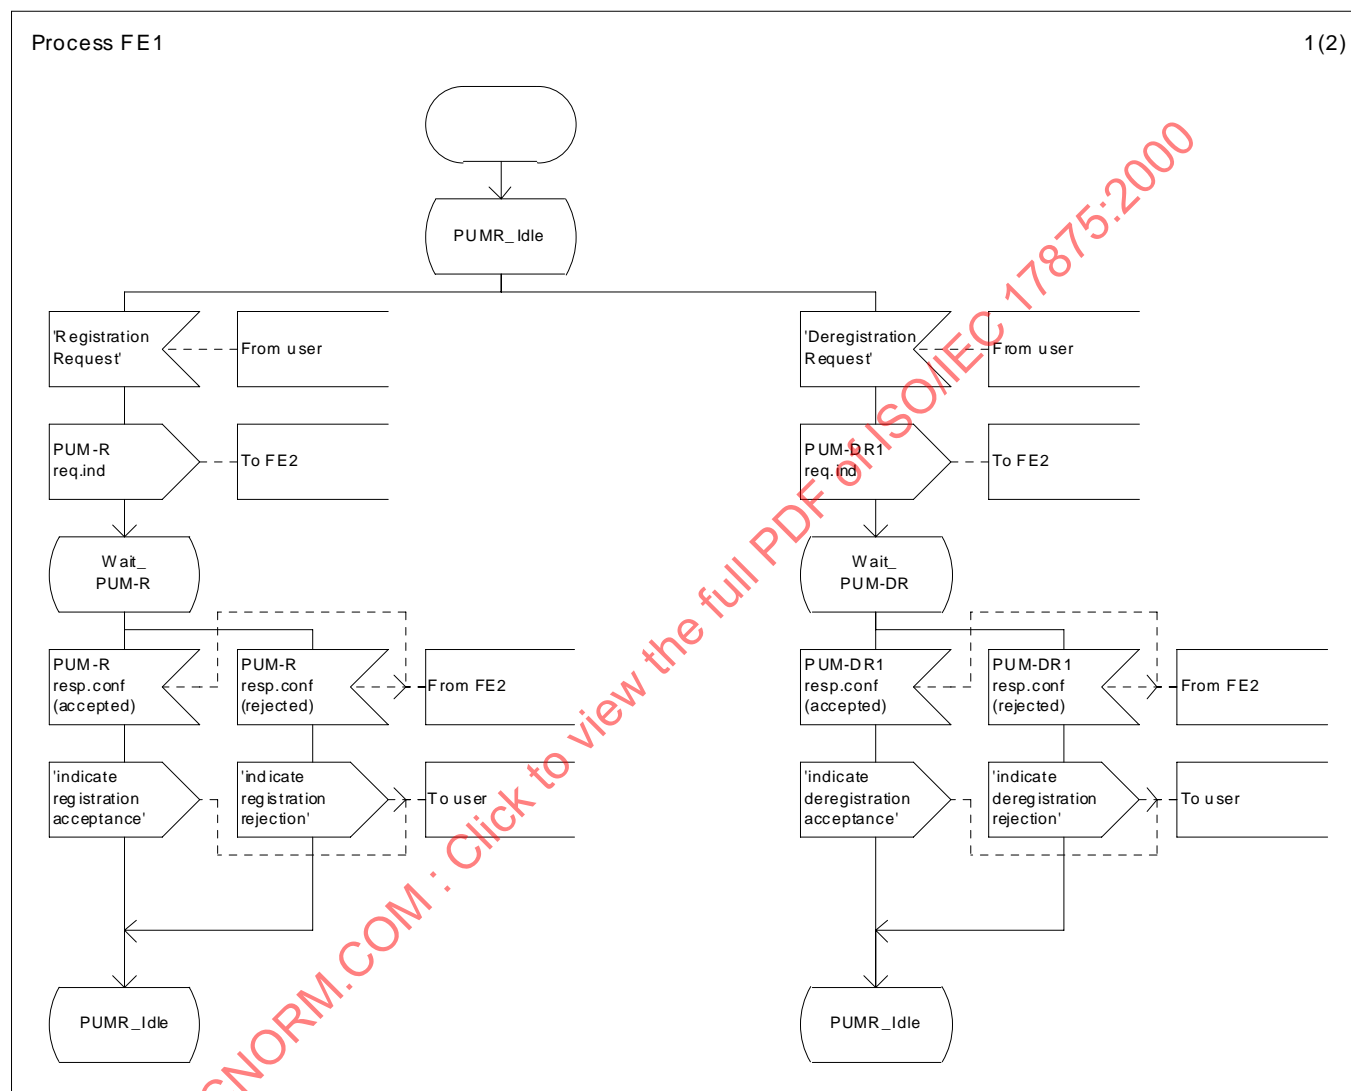 Process FE1
1(2)
PUMR_Idle
'Registration
Request'
From user
'Deregistration
Request'
From user
PUM-R
req.ind
To FE2
PUM-DR1
req.ind
To FE2
Wait_
PUM-R
Wait_
PUM-DR
PUM-R
resp.conf
(accepted)
PUM-R
resp.conf
(rejected)
From FE2
PUM-DR1
resp.conf
(accepted)
PUM-DR1
resp.conf
(rejected)
From FE2
'indicate
registration
acceptance'
'indicate
registration
rejection'
To user
'indicate
deregistration
acceptance'
'indicate
deregistration
rejection'
To user
PUMR_Idle
PUMR_Idle
CNORM.COM : Click to view the full PDF of ISO/IEC 17875:2000